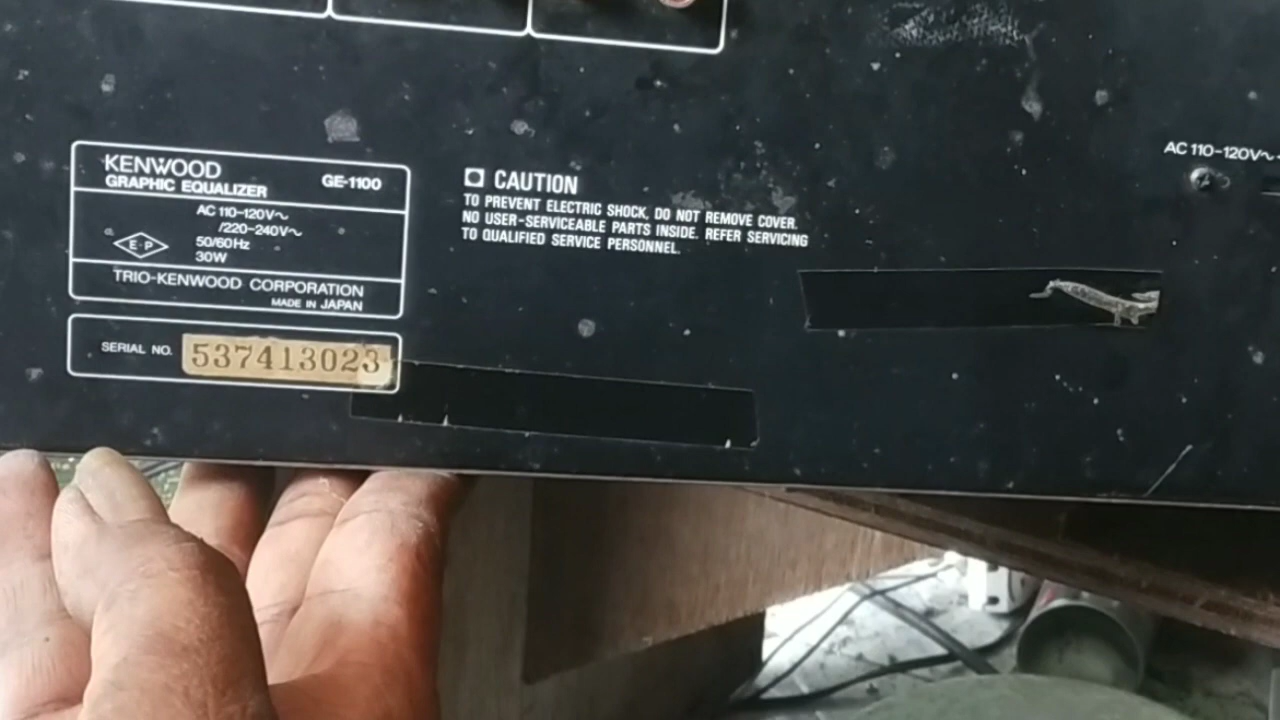 KENWOOD
GRAPHIC EQUALIZER GE-1100
AC 110-120V~
/220-240V~
50/60Hz
30W
E·P
TRIO-KENWOOD CORPORATION
MADE IN JAPAN
SERIAL NO. 537413023
CAUTION
TO PREVENT ELECTRIC SHOCK, DO NOT REMOVE COVER.
NO USER-SERVICEABLE PARTS INSIDE. REFER SERVICING
TO QUALIFIED SERVICE PERSONNEL.
AC 110-120V~